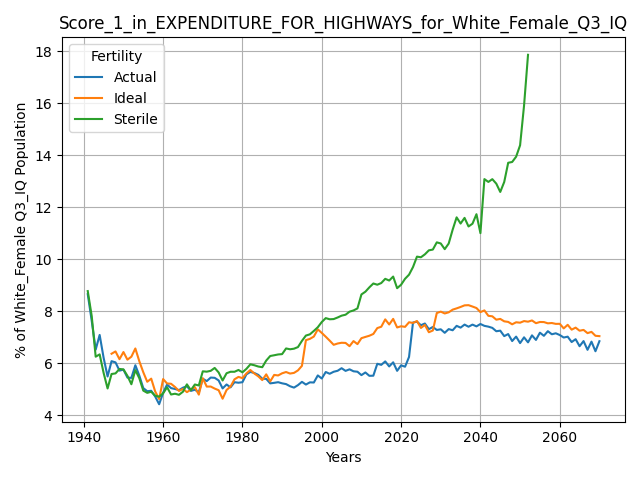 Score_1_in_EXPENDITURE_FOR_HIGHWAYS_for_White_Female_Q3_IQ
Fertility
Actual
Ideal
Sterile
% of White_Female Q3_IQ Population
18
16
14
12
10
8
6
4
1940 1960 1980 2000 2020 2040 2060
Years